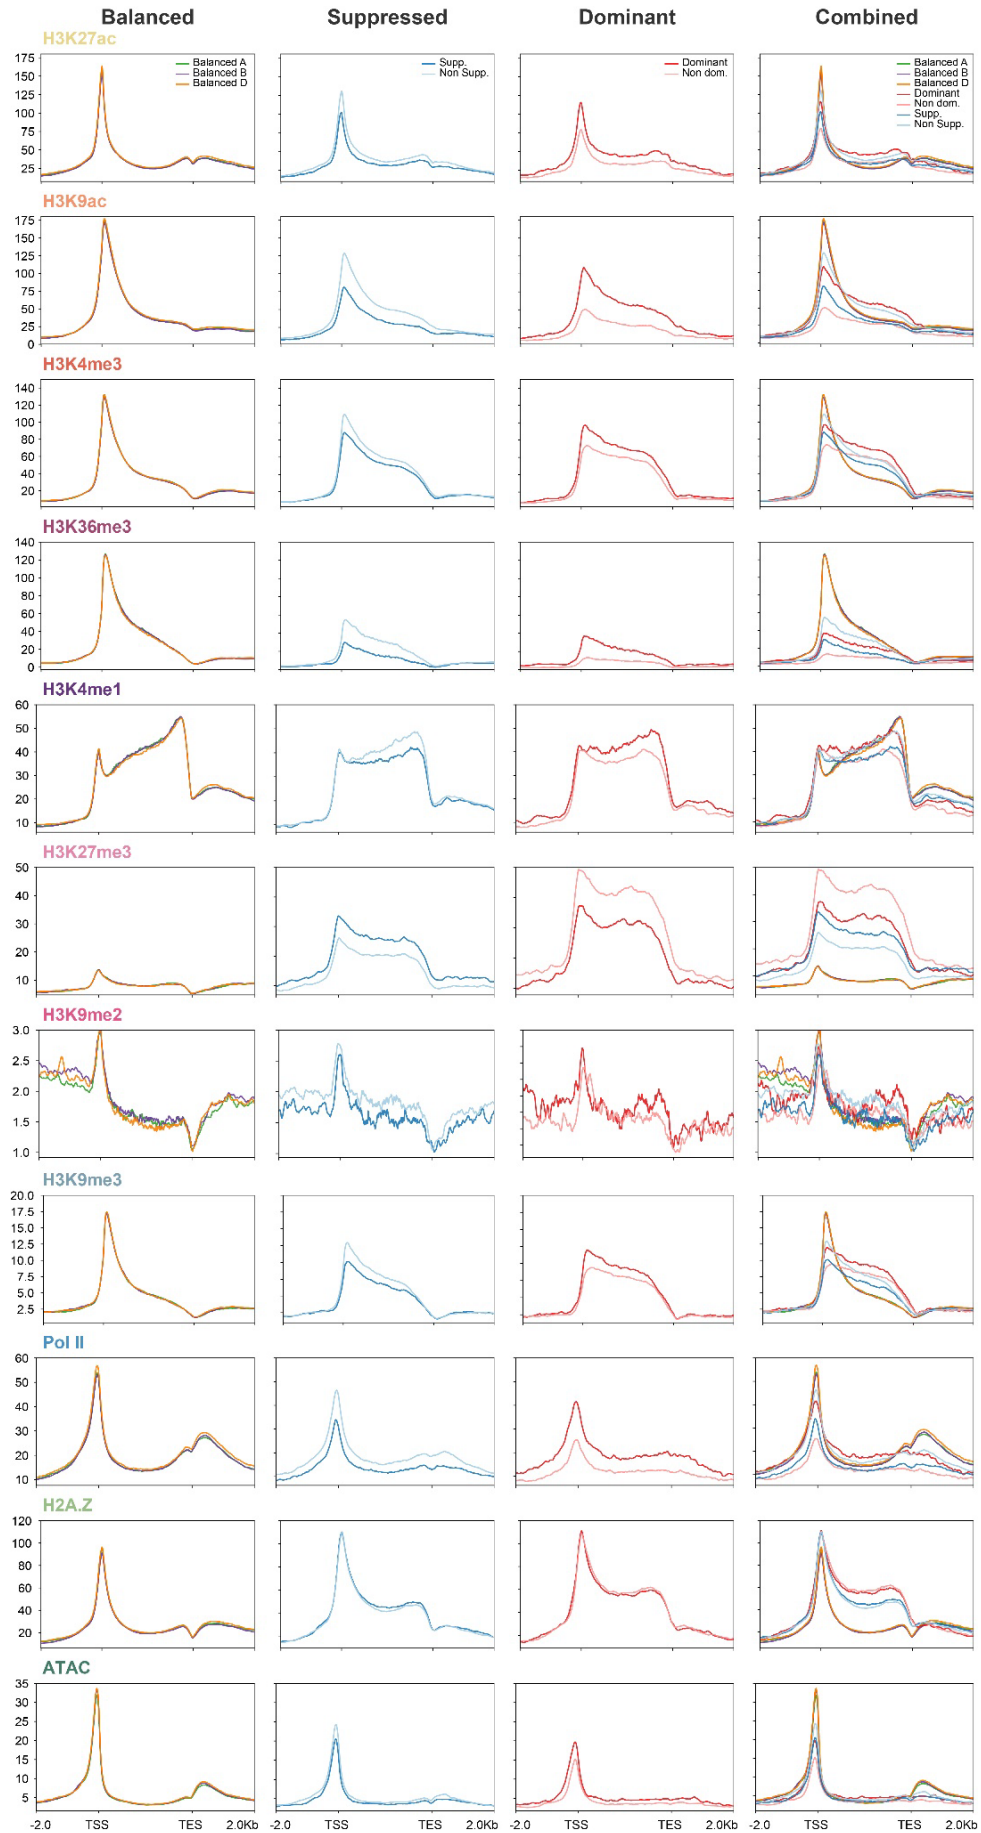 Balanced Suppressed Dominant Combined
H3K27ac
175
150
125
100
75
50
25
Balanced A
Balanced B
Balanced D
Supp.
Non Supp.
Dominant
Non dom.
Balanced A
Balanced B
Balanced D
Dominant
Non dom.
Supp.
Non Supp.
H3K9ac
175
150
125
100
75
50
25
0
H3K4me3
140
120
100
80
60
40
20
H3K36me3
140
120
100
80
60
40
20
0
H3K4me1
60
50
40
30
20
10
H3K27me3
50
40
30
20
10
H3K9me2
3.0
2.5
2.0
1.5
1.0
H3K9me3
20.0
17.5
15.0
12.5
10.0
7.5
5.0
2.5
Pol II
60
50
40
30
20
10
H2A.Z
120
100
80
60
40
20
ATAC
35
30
25
20
15
10
5
-2.0 TSS TES 2.0Kb -2.0 TSS TES 2.0Kb -2.0 TSS TES 2.0Kb -2.0 TSS TES 2.0Kb